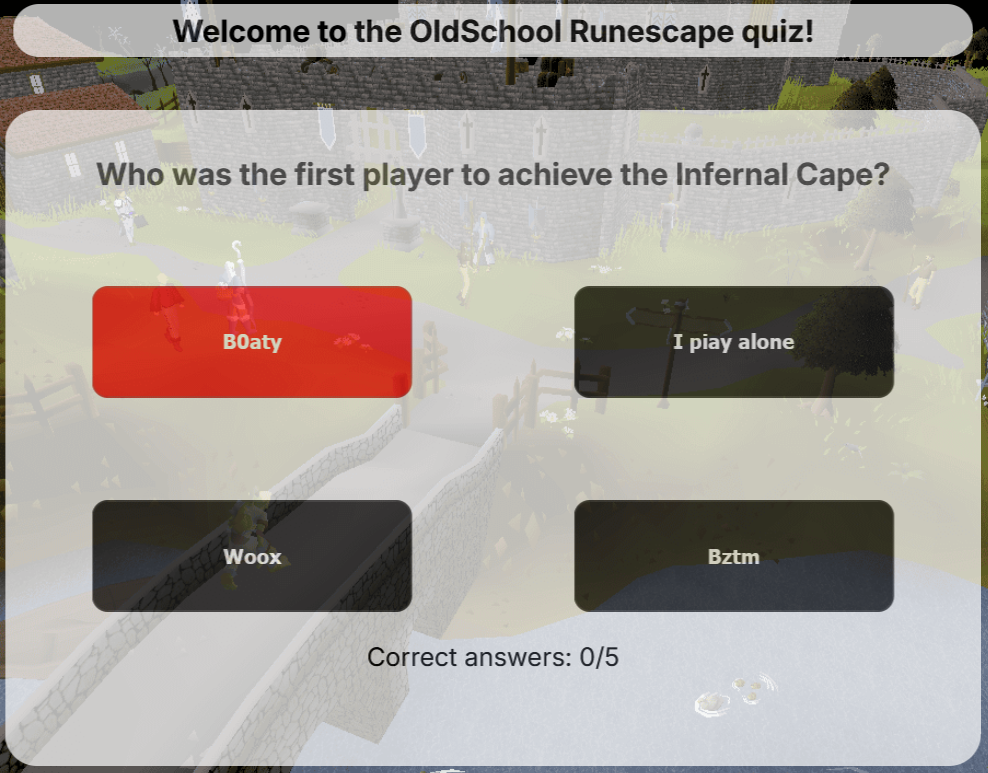 Welcome to the OldSchool Runescape quiz!
Who was the first player to achieve the Infernal Cape?
B0aty
I piay alone
Woox
Bztm
Correct answers: 0/5